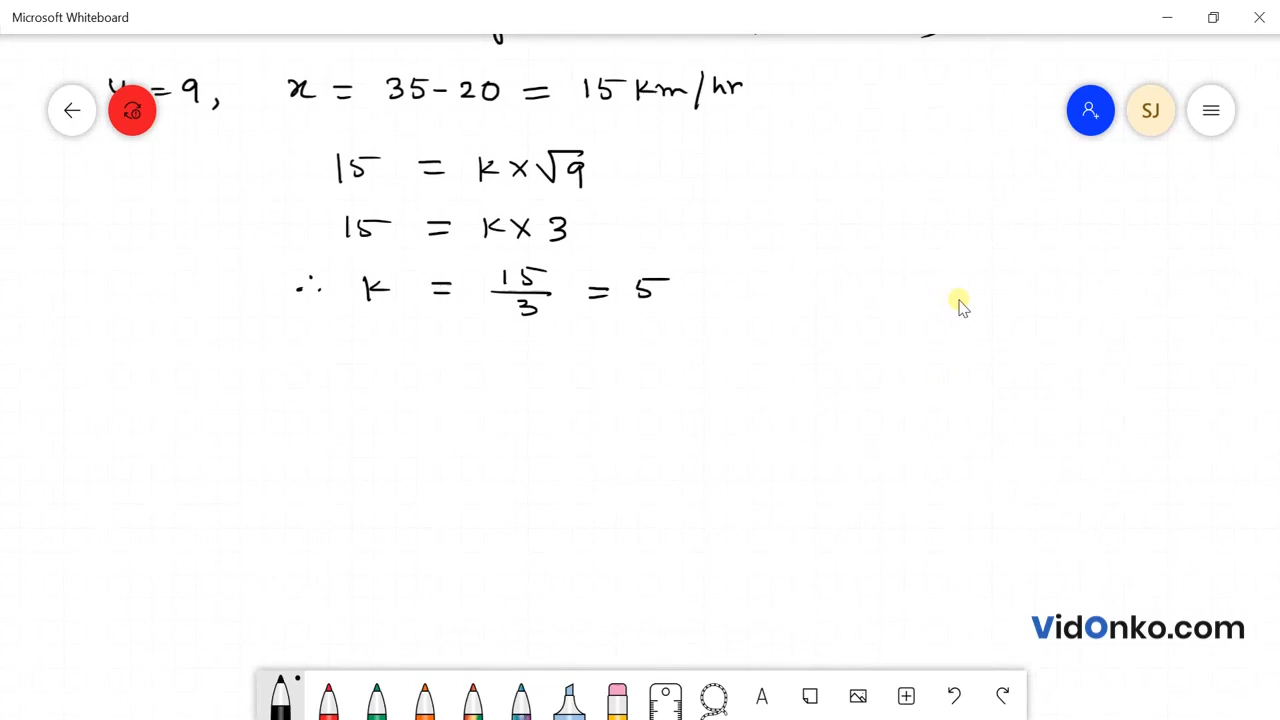 Microsoft Whiteboard
= 9, x = 35-20 = 15 Km/hr
SJ
15 = K × √9
15 = K × 3
∴ K = 15/3 = 5
VidOnko.com
A